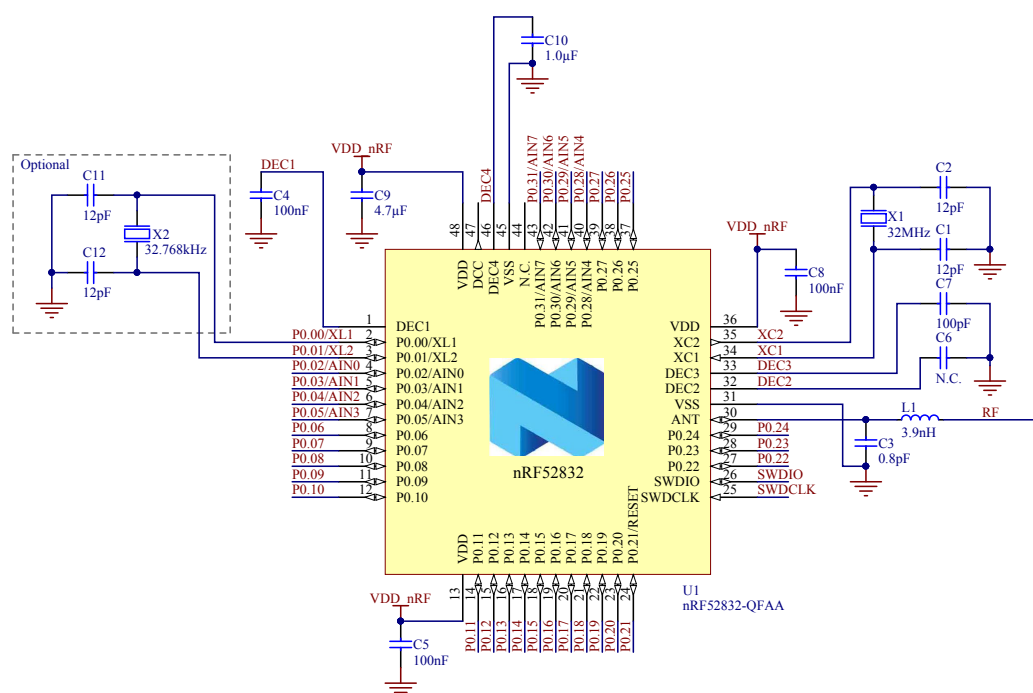 C10
1.0µF
Optional
C11
12pF
X2
32.768kHz
C12
12pF
DEC1
C4
100nF
VDD_nRF
C9
4.7µF
DEC4
P0.31/AIN7
P0.30/AIN6
P0.29/AIN5
P0.28/AIN4
P0.27
P0.26
P0.25
48
47
46
45
44
43
42
41
40
39
38
37
VDD
DCC
DEC4
VSS
N.C.
P0.31/AIN7
P0.30/AIN6
P0.29/AIN5
P0.28/AIN4
P0.27
P0.26
P0.25
C2
12pF
X1
32MHz
C1
12pF
VDD_nRF
C8
100nF
C7
100pF
C6
N.C.
1 DEC1
P0.00/XL1 2 P0.00/XL1
P0.01/XL2 3 P0.01/XL2
P0.02/AIN0 4 P0.02/AIN0
P0.03/AIN1 5 P0.03/AIN1
P0.04/AIN2 6 P0.04/AIN2
P0.05/AIN3 7 P0.05/AIN3
P0.06 8 P0.06
P0.07 9 P0.07
P0.08 10 P0.08
P0.09 11 P0.09
P0.10 12 P0.10
nRF52832
VDD 36
XC2 35 XC2
XC1 34 XC1
DEC3 33 DEC3
DEC2 32 DEC2
VSS 31
ANT 30
P0.24 29 P0.24
P0.23 28 P0.23
P0.22 27 P0.22
SWDIO 26 SWDIO
SWDCLK 25 SWDCLK
L1
3.9nH
RF
C3
0.8pF
VDD
P0.11
P0.12
P0.13
P0.14
P0.15
P0.16
P0.17
P0.18
P0.19
P0.20
P0.21/RESET
13
14
15
16
17
18
19
20
21
22
23
24
P0.11
P0.12
P0.13
P0.14
P0.15
P0.16
P0.17
P0.18
P0.19
P0.20
P0.21
VDD_nRF
C5
100nF
U1
nRF52832-QFAA